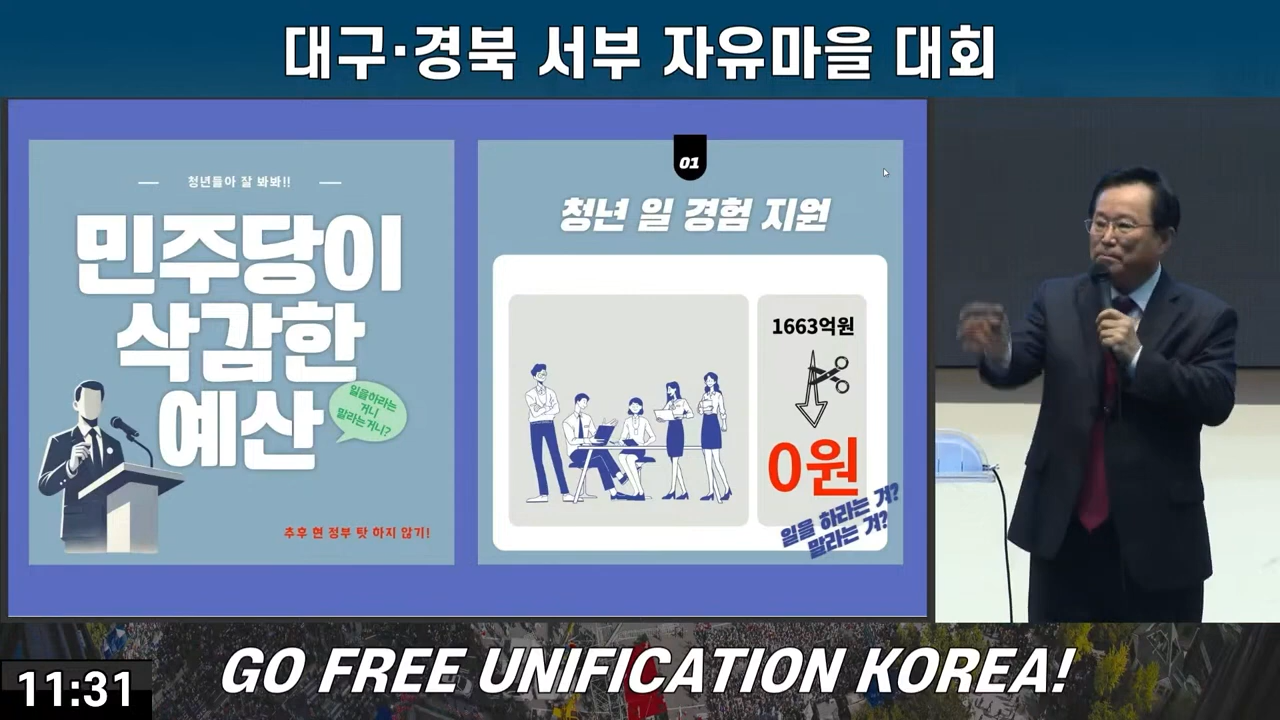 대구·경북 서부 자유마을 대회
청년들아 잘 봐봐!!
민주당이
삭감한
예산
일을하라는
거니
말라는거니?
추후 현 정부 탓 하지 않기!
01
청년 일 경험 지원
1663억원
0원
일을 하라는 겨?
말라는 겨?
11:31
GO FREE UNIFICATION KOREA!